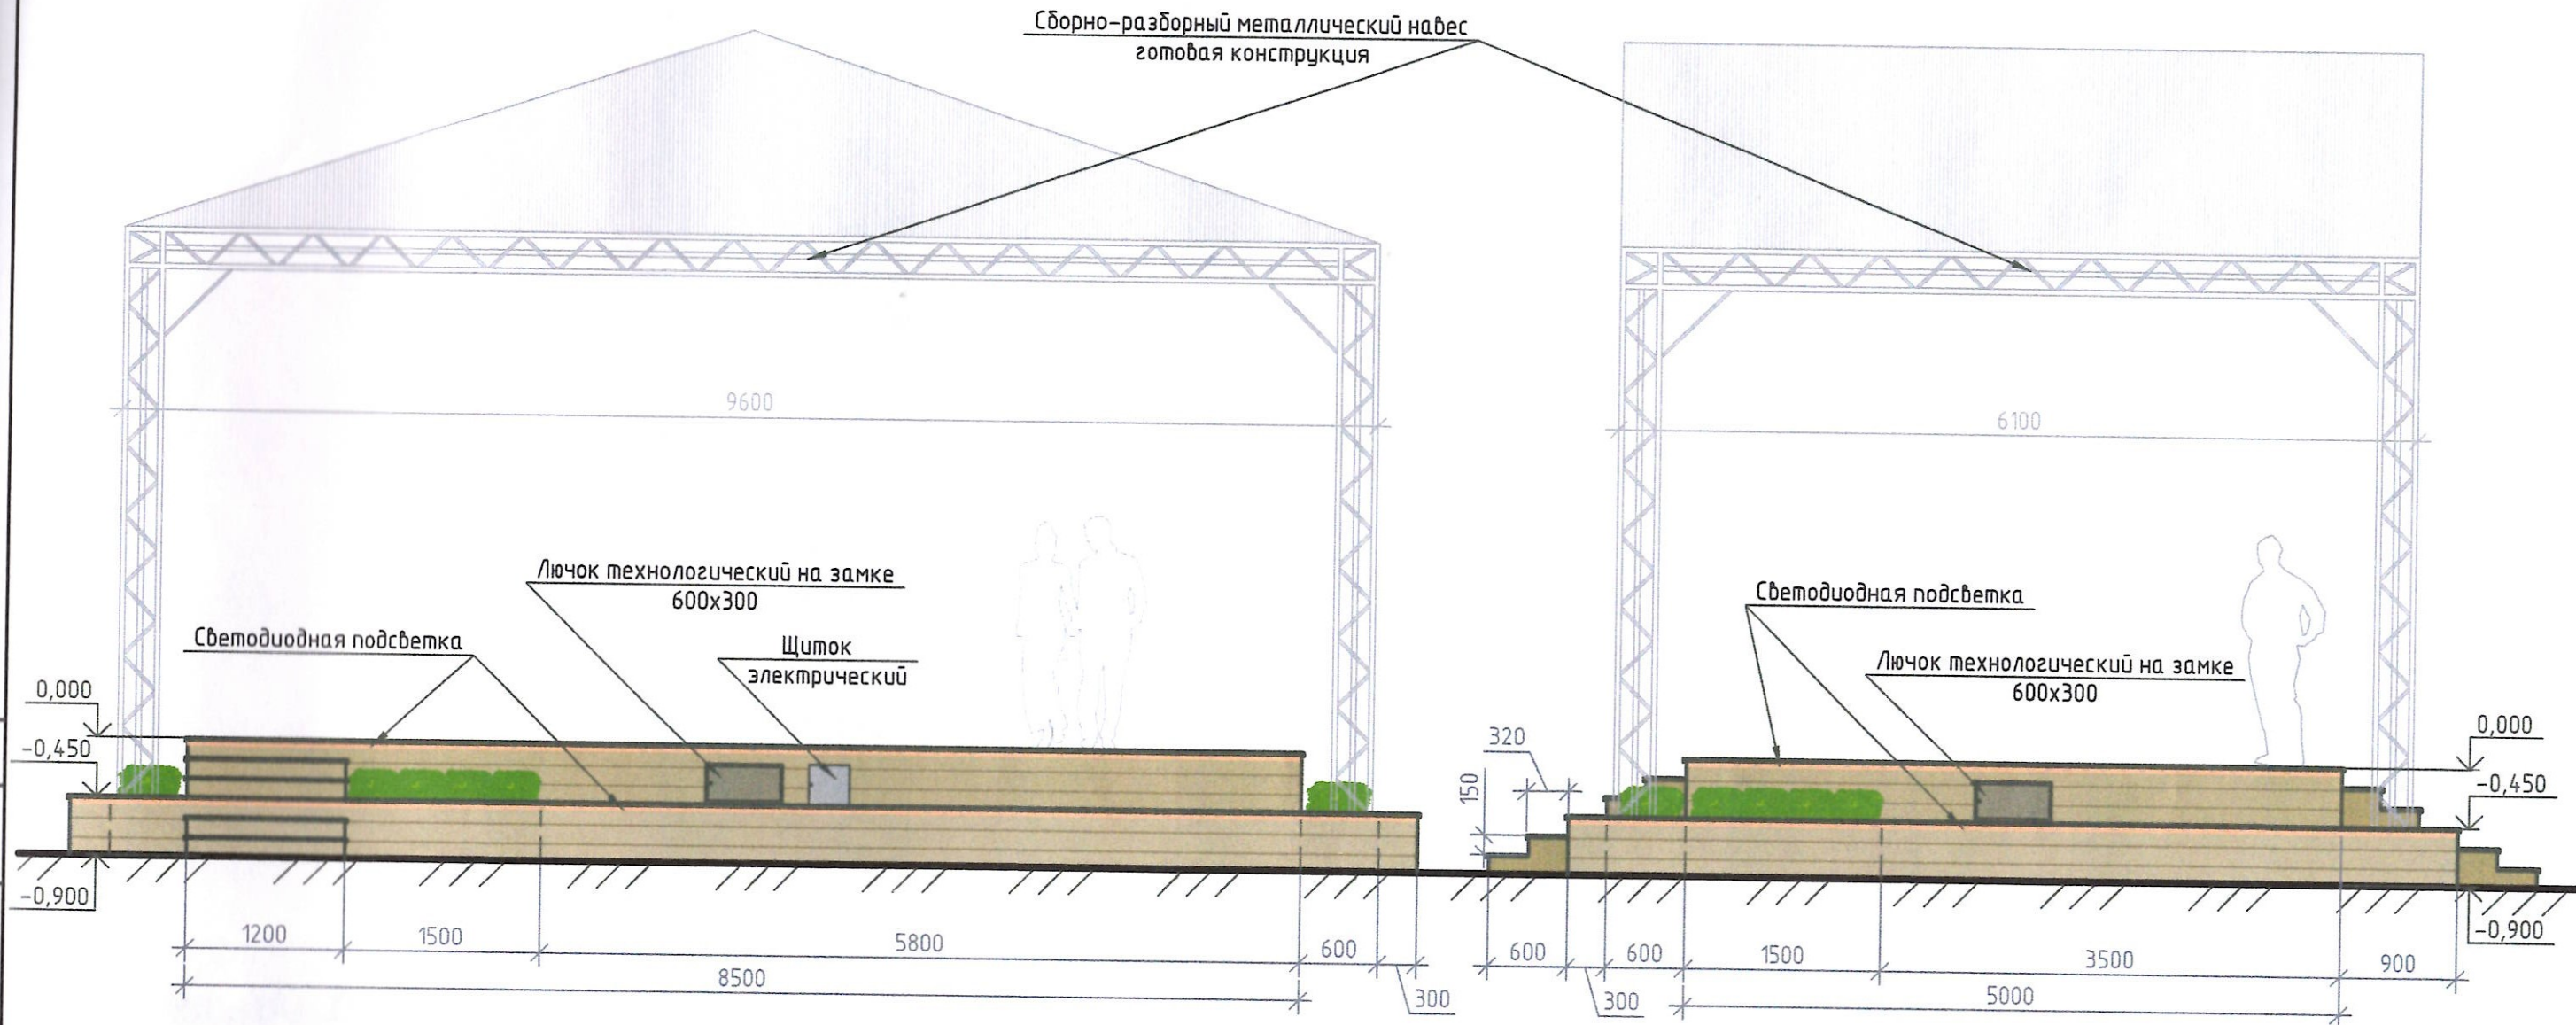 Сборно-разборный металлический навес
готовая конструкция
9600
6100
Лючок технологический на замке
600х300
Светодиодная подсветка
Щиток
электрический
Светодиодная подсветка
Лючок технологический на замке
600х300
0,000
-0,450
-0,900
320
150
0,000
-0,450
-0,900
1200
1500
5800
600
8500
300
600
600
1500
3500
900
300
5000